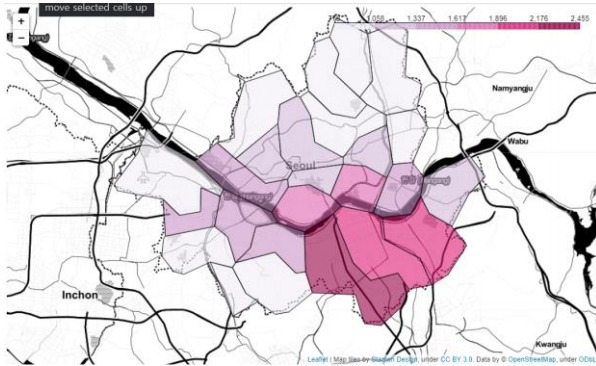 move selected cells up
+
−
1.058 1.337 1.617 1.896 2.176 2.455
Namyangju
Wabu
Seoul
Inchon
Kwangju
Leaflet | Map tiles by Stamen Design, under CC BY 3.0. Data by © OpenStreetMap, under ODbL